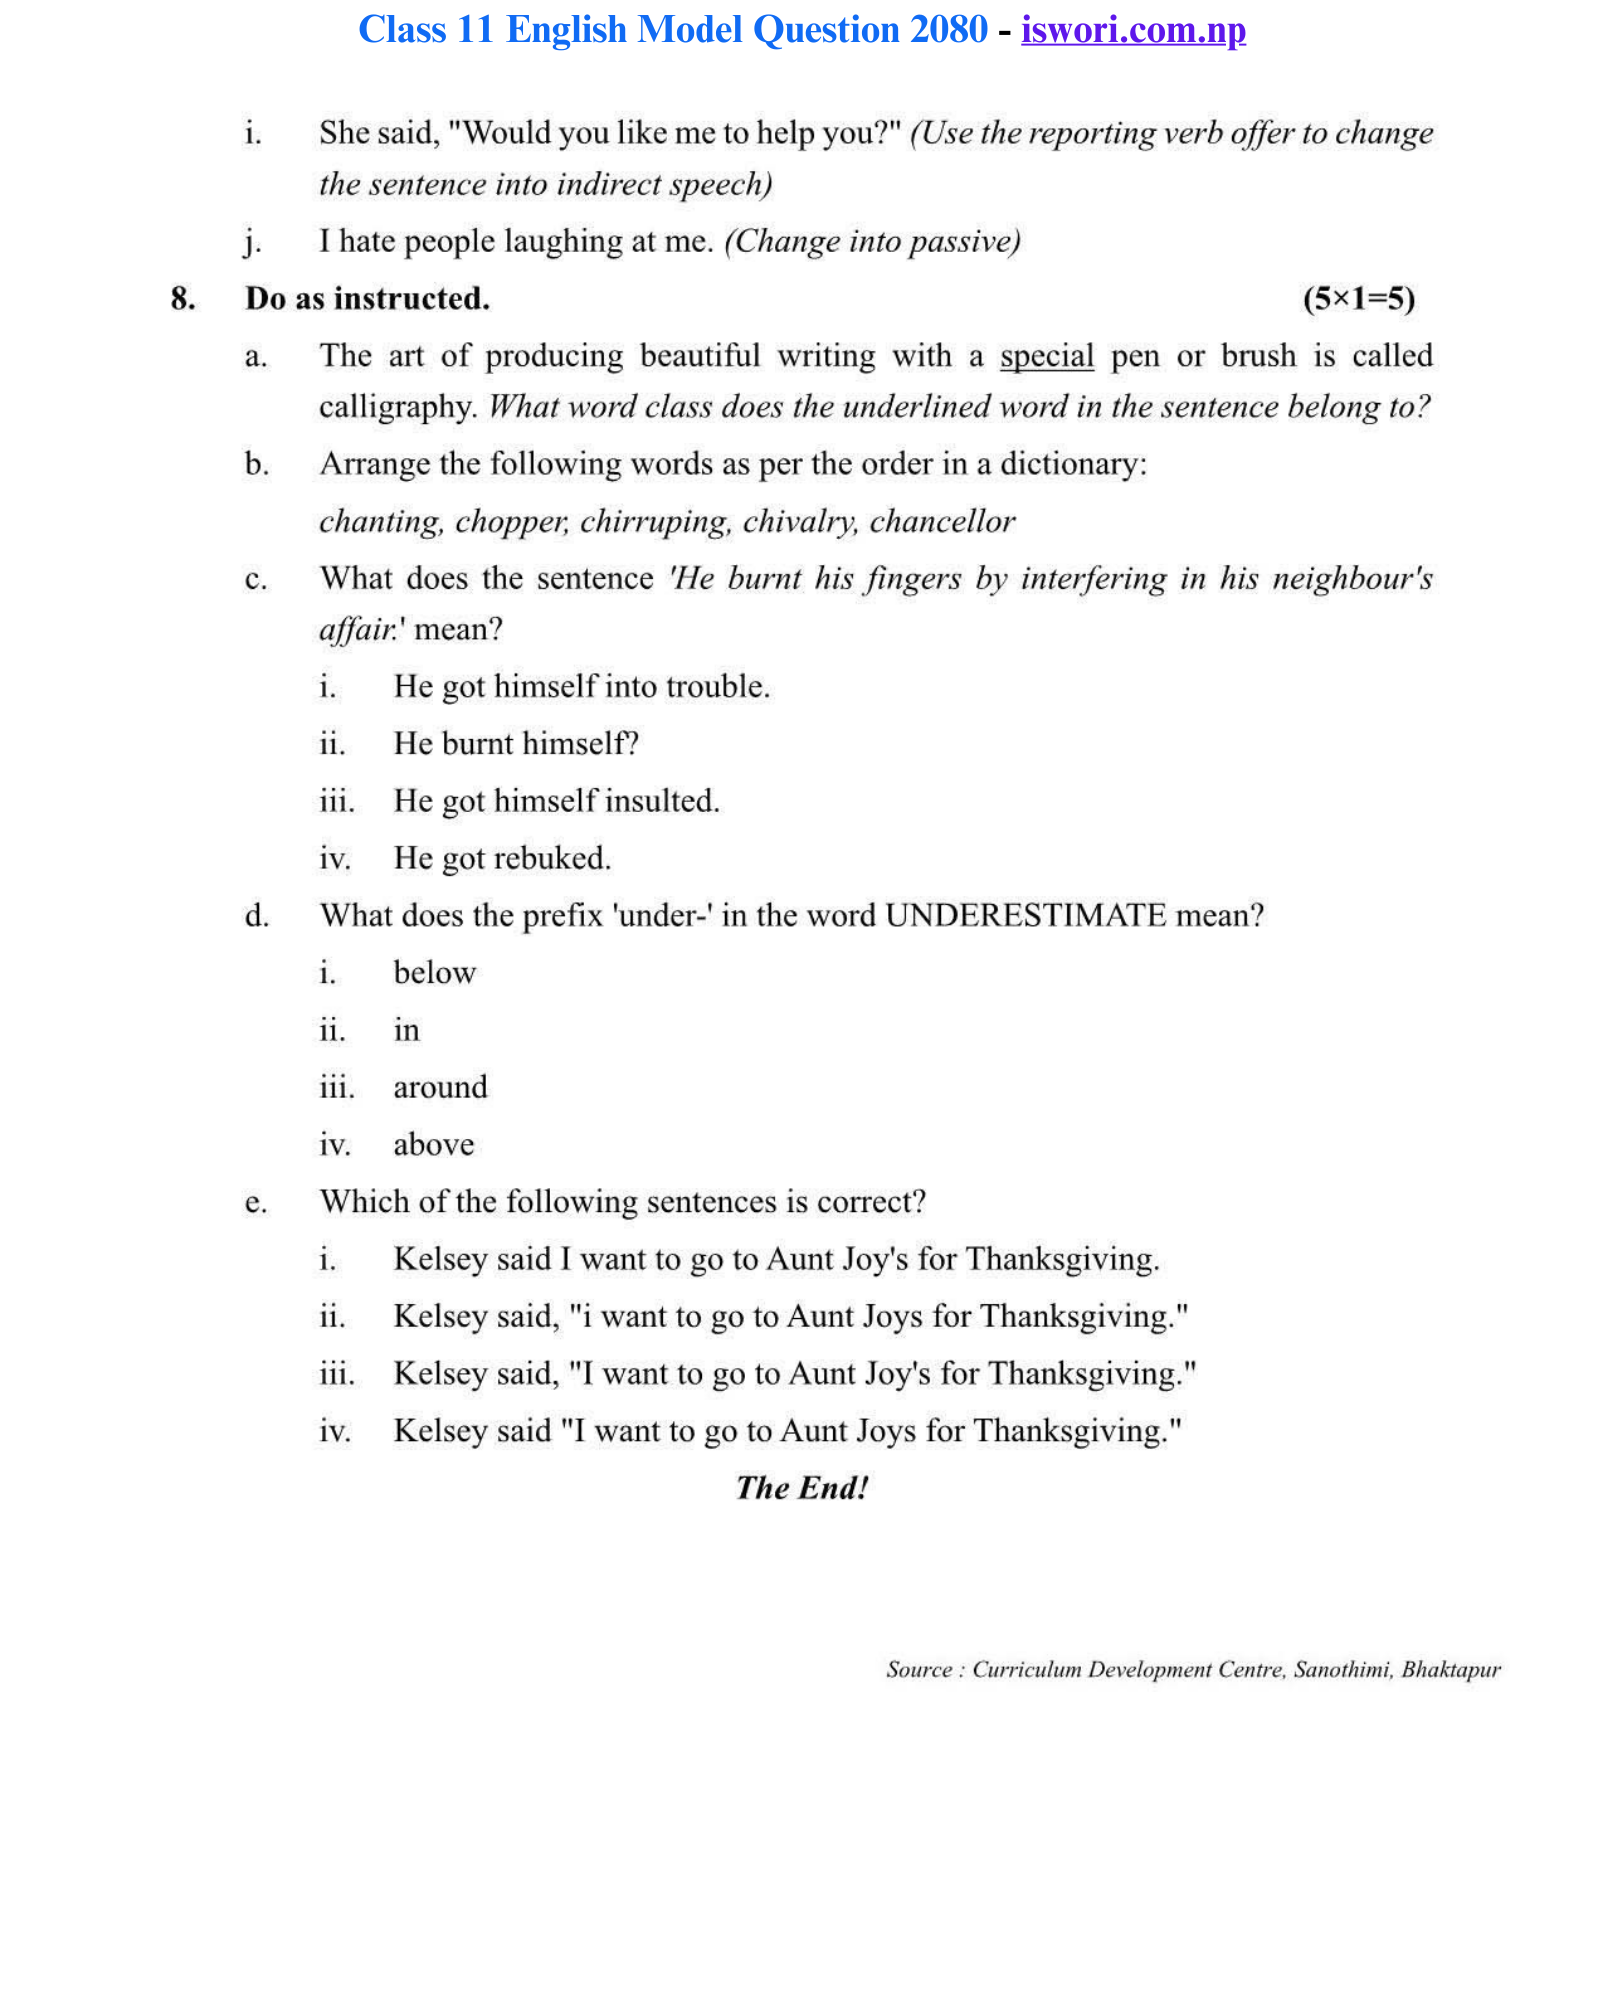 Class 11 English Model Question 2080 - iswori.com.np
i. She said, "Would you like me to help you?" (Use the reporting verb offer to change
the sentence into indirect speech)
j. I hate people laughing at me. (Change into passive)
8. Do as instructed. (5×1=5)
a. The art of producing beautiful writing with a special pen or brush is called
calligraphy. What word class does the underlined word in the sentence belong to?
b. Arrange the following words as per the order in a dictionary:
chanting, chopper, chirruping, chivalry, chancellor
c. What does the sentence 'He burnt his fingers by interfering in his neighbour's
affair.' mean?
i. He got himself into trouble.
ii. He burnt himself?
iii. He got himself insulted.
iv. He got rebuked.
d. What does the prefix 'under-' in the word UNDERESTIMATE mean?
i. below
ii. in
iii. around
iv. above
e. Which of the following sentences is correct?
i. Kelsey said I want to go to Aunt Joy's for Thanksgiving.
ii. Kelsey said, "i want to go to Aunt Joys for Thanksgiving."
iii. Kelsey said, "I want to go to Aunt Joy's for Thanksgiving."
iv. Kelsey said "I want to go to Aunt Joys for Thanksgiving."
The End!
Source : Curriculum Development Centre, Sanothimi, Bhaktapur